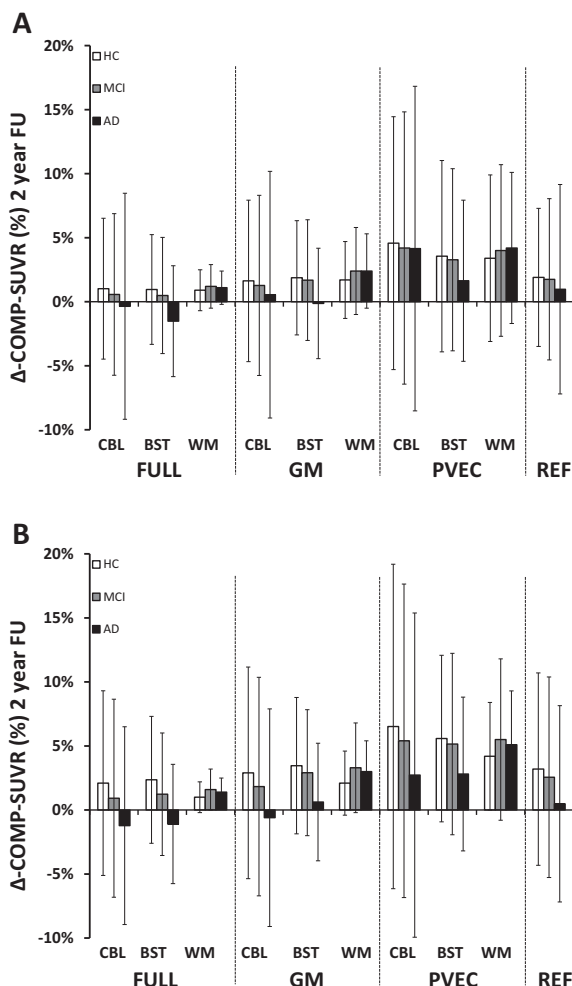 A
Δ-COMP-SUVR (%) 2 year FU
20%
15%
10%
5%
0%
-5%
-10%
HC
MCI
AD
CBL BST WM CBL BST WM CBL BST WM
FULL GM PVEC REF
B
Δ-COMP-SUVR (%) 2 year FU
20%
15%
10%
5%
0%
-5%
-10%
HC
MCI
AD
CBL BST WM CBL BST WM CBL BST WM
FULL GM PVEC REF